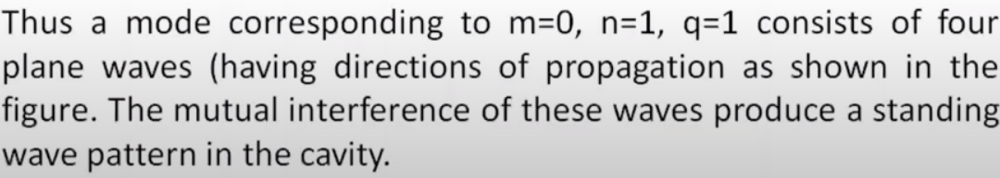 Thus a mode corresponding to m=0, n=1, q=1 consists of four
plane waves (having directions of propagation as shown in the
figure. The mutual interference of these waves produce a standing
wave pattern in the cavity.